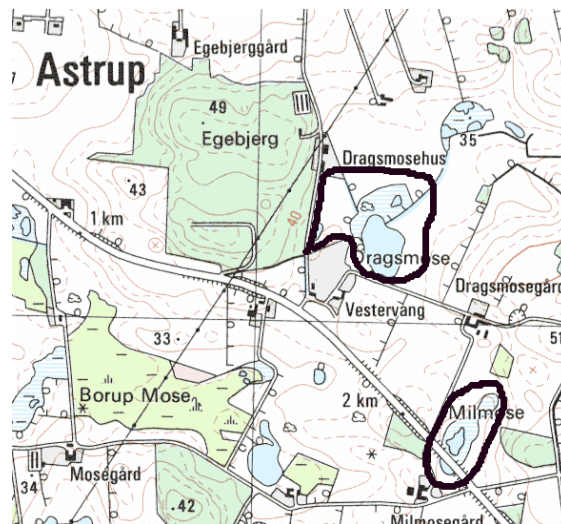 Egebjerggård
Astrup
49
35
Egebjerg
Dragsmosehus
43
40
1 km
Dragsmose
Dragsmosegård
Vestervang
33
51
2 km
Borup Mose
Milmose
Mosegård
34
42
Milmosegård